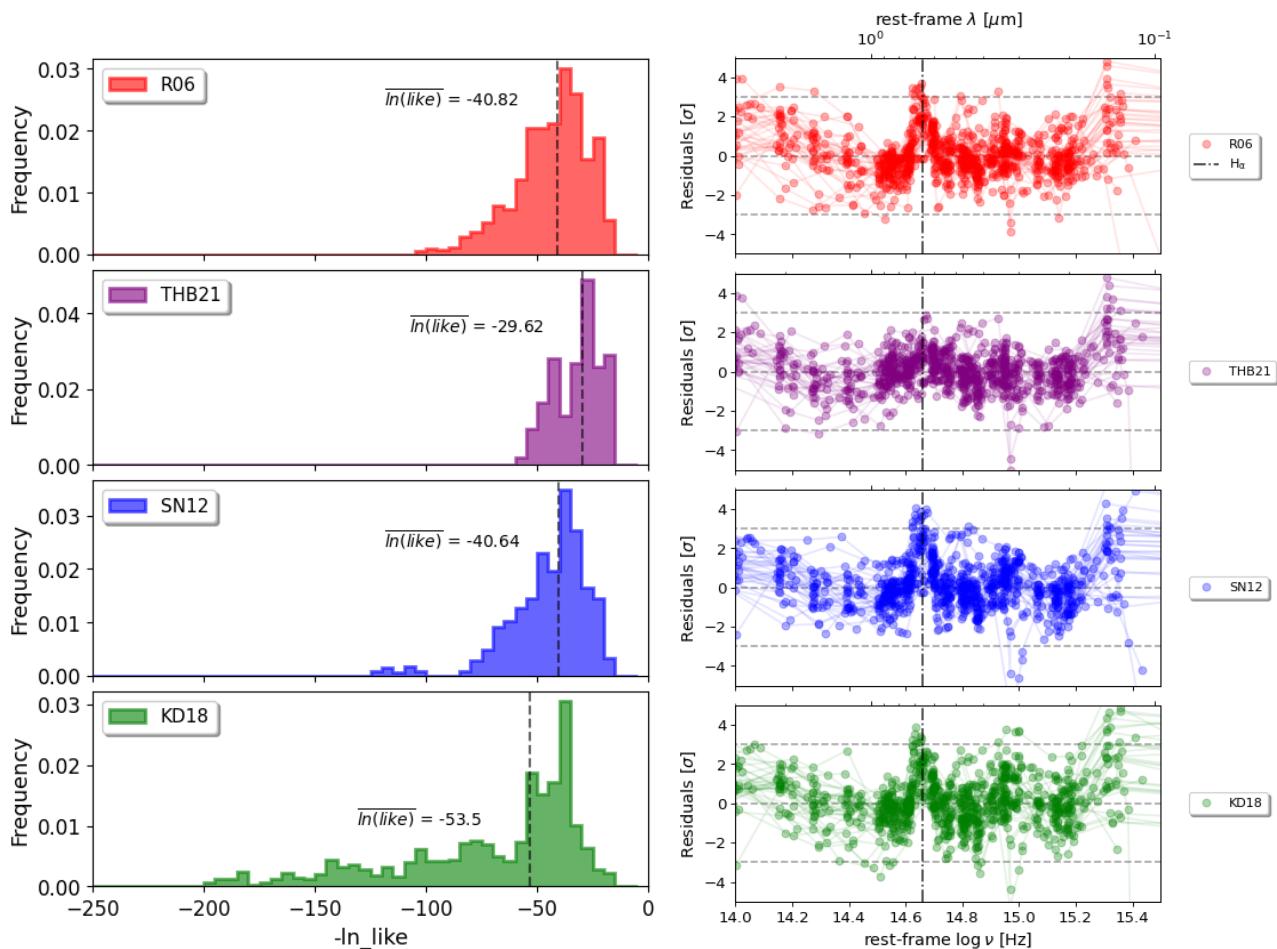 R06
ln(like) = -40.82
Frequency
0.03
0.02
0.01
0.00
THB21
ln(like) = -29.62
Frequency
0.04
0.02
0.00
SN12
ln(like) = -40.64
Frequency
0.03
0.02
0.01
0.00
KD18
ln(like) = -53.5
Frequency
0.03
0.02
0.01
0.00
−250
−200
−150
−100
−50
0
-ln_like
rest-frame λ [μm]
10⁰
10⁻¹
Residuals [σ]
4
2
0
−2
−4
R06
Hα
Residuals [σ]
4
2
0
−2
−4
THB21
Residuals [σ]
4
2
0
−2
−4
SN12
Residuals [σ]
4
2
0
−2
−4
KD18
14.0
14.2
14.4
14.6
14.8
15.0
15.2
15.4
rest-frame log ν [Hz]